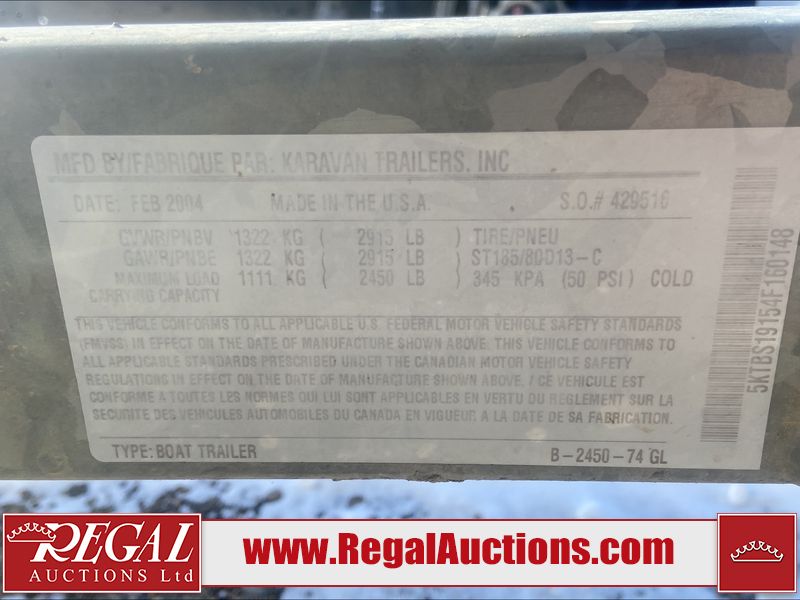 MFD BY/FABRIQUE PAR: KARAVAN TRAILERS, INC
DATE: FEB 2004 MADE IN THE U.S.A. S.O.# 429516
GVWR/PNBV 1322 KG ( 2915 LB ) TIRE/PNEU
GAWR/PNBE 1322 KG ( 2915 LB ) ST185/80D13-C
MAXIMUM LOAD 1111 KG ( 2450 LB ) 345 KPA (50 PSI) COLD
CARRYING CAPACITY
THIS VEHICLE CONFORMS TO ALL APPLICABLE U.S. FEDERAL MOTOR VEHICLE SAFETY STANDARDS
(FMVSS) IN EFFECT ON THE DATE OF MANUFACTURE SHOWN ABOVE. THIS VEHICLE CONFORMS TO
ALL APPLICABLE STANDARDS PRESCRIBED UNDER THE CANADIAN MOTOR VEHICLE SAFETY
REGULATIONS IN EFFECT ON THE DATE OF MANUFACTURE SHOWN ABOVE. / CE VEHICULE EST
CONFORME A TOUTES LES NORMES QUI LUI SONT APPLICABLES EN VERTU DU REGLEMENT SUR LA
SECURITE DES VEHICULES AUTOMOBILES DU CANADA EN VIGUEUR A LA DATE DE SA FABRICATION.
TYPE: BOAT TRAILER B-2450-74 GL
5KTBS19154F160148
REGAL
AUCTIONS Ltd
www.RegalAuctions.com